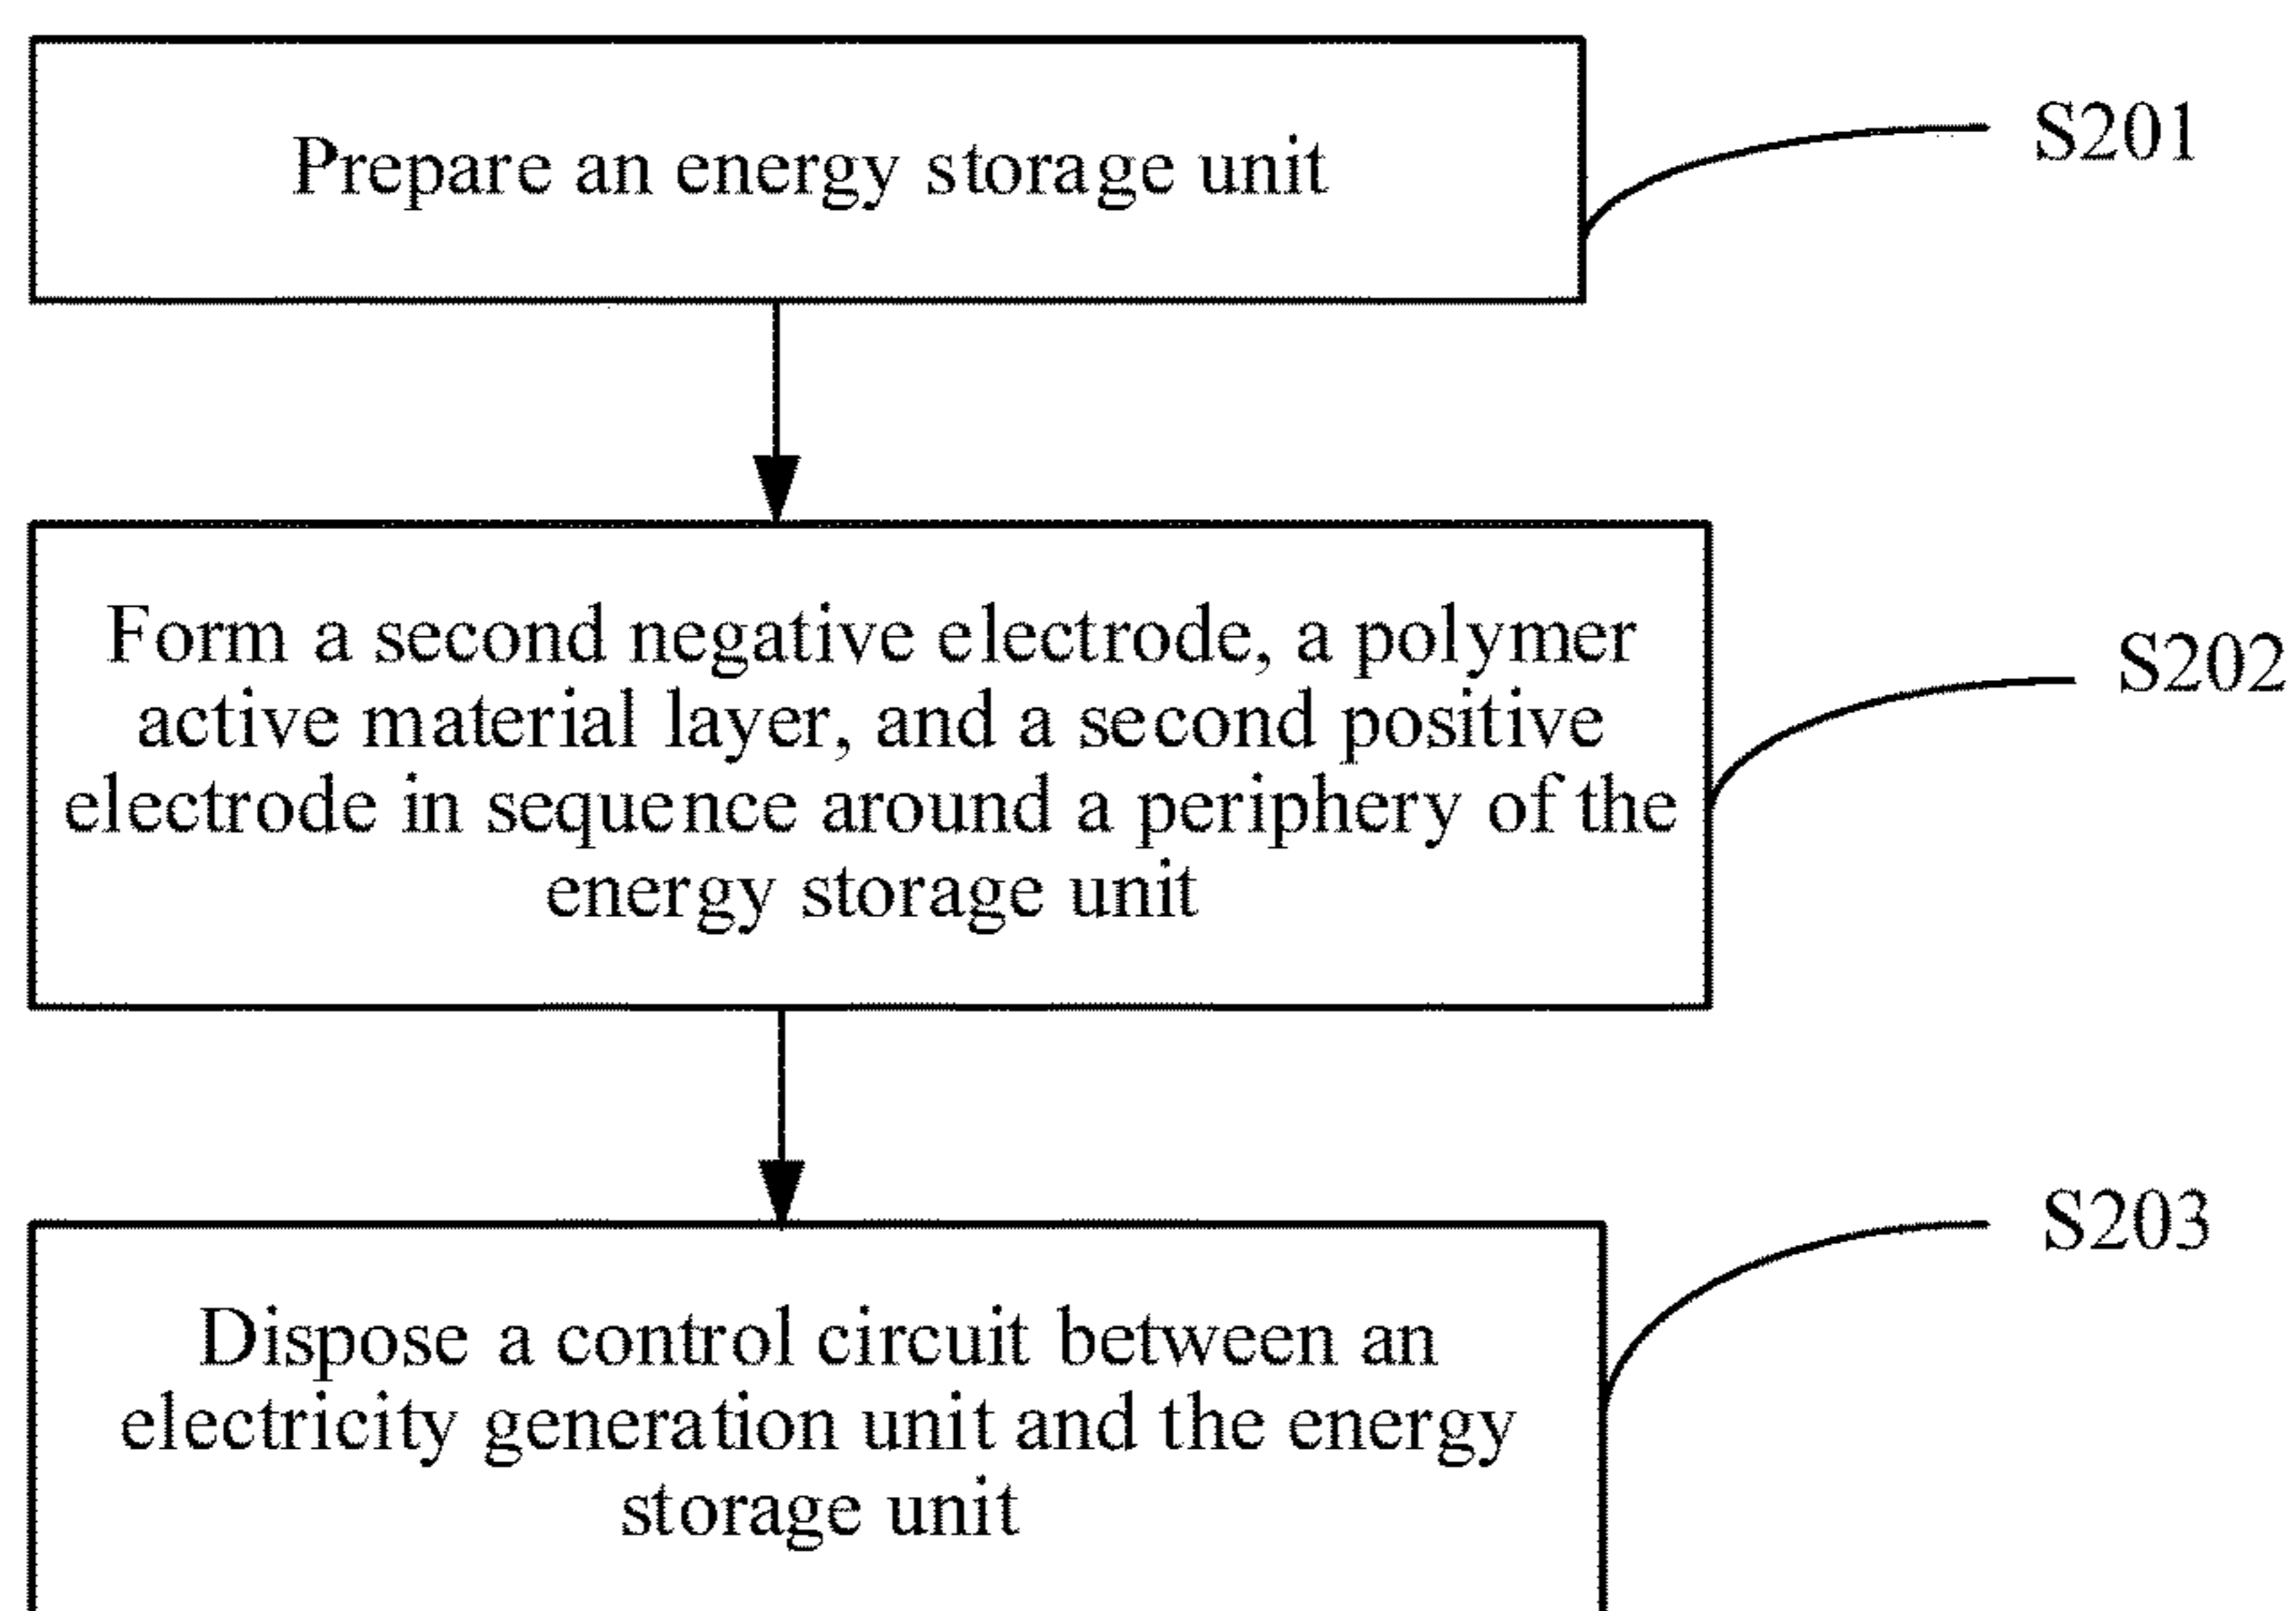 Prepare an energy storage unit
S201
Form a second negative electrode, a polymer
active material layer, and a second positive
electrode in sequence around a periphery of the
energy storage unit
S202
Dispose a control circuit between an
electricity generation unit and the energy
storage unit
S203